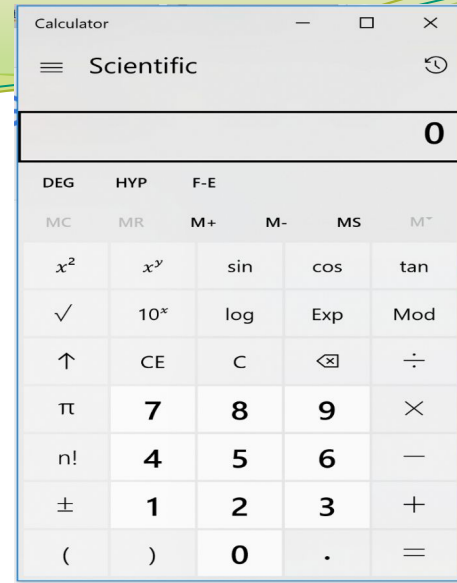 Calculator
Scientific
0
DEG HYP F-E
MC MR M+ M- MS M˅
x² xʸ sin cos tan
√ 10ˣ log Exp Mod
↑ CE C ⌫ ÷
π 7 8 9 ×
n! 4 5 6 −
± 1 2 3 +
( ) 0 . =